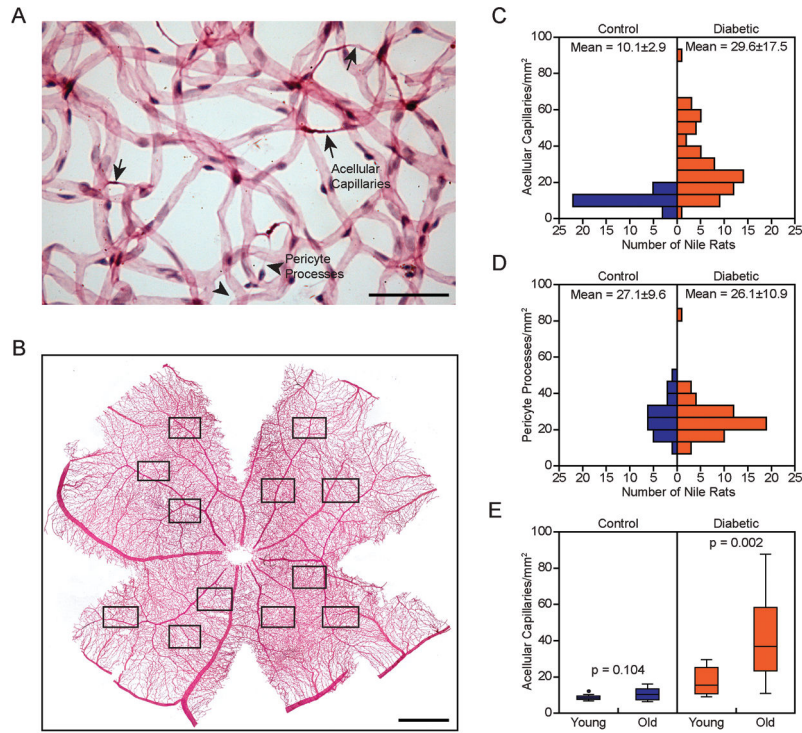 A
Acellular
Capillaries
Pericyte
Processes
B
C
Control
Diabetic
Mean = 10.1±2.9
Mean = 29.6±17.5
Acellular Capillaries/mm²
100
80
60
40
20
0
25 20 15 10 5 0 5 10 15 20 25
Number of Nile Rats
D
Control
Diabetic
Mean = 27.1±9.6
Mean = 26.1±10.9
Pericyte Processes/mm²
100
80
60
40
20
0
25 20 15 10 5 0 5 10 15 20 25
Number of Nile Rats
E
Control
Diabetic
p = 0.002
p = 0.104
Acellular Capillaries/mm²
100
80
60
40
20
0
Young Old Young Old